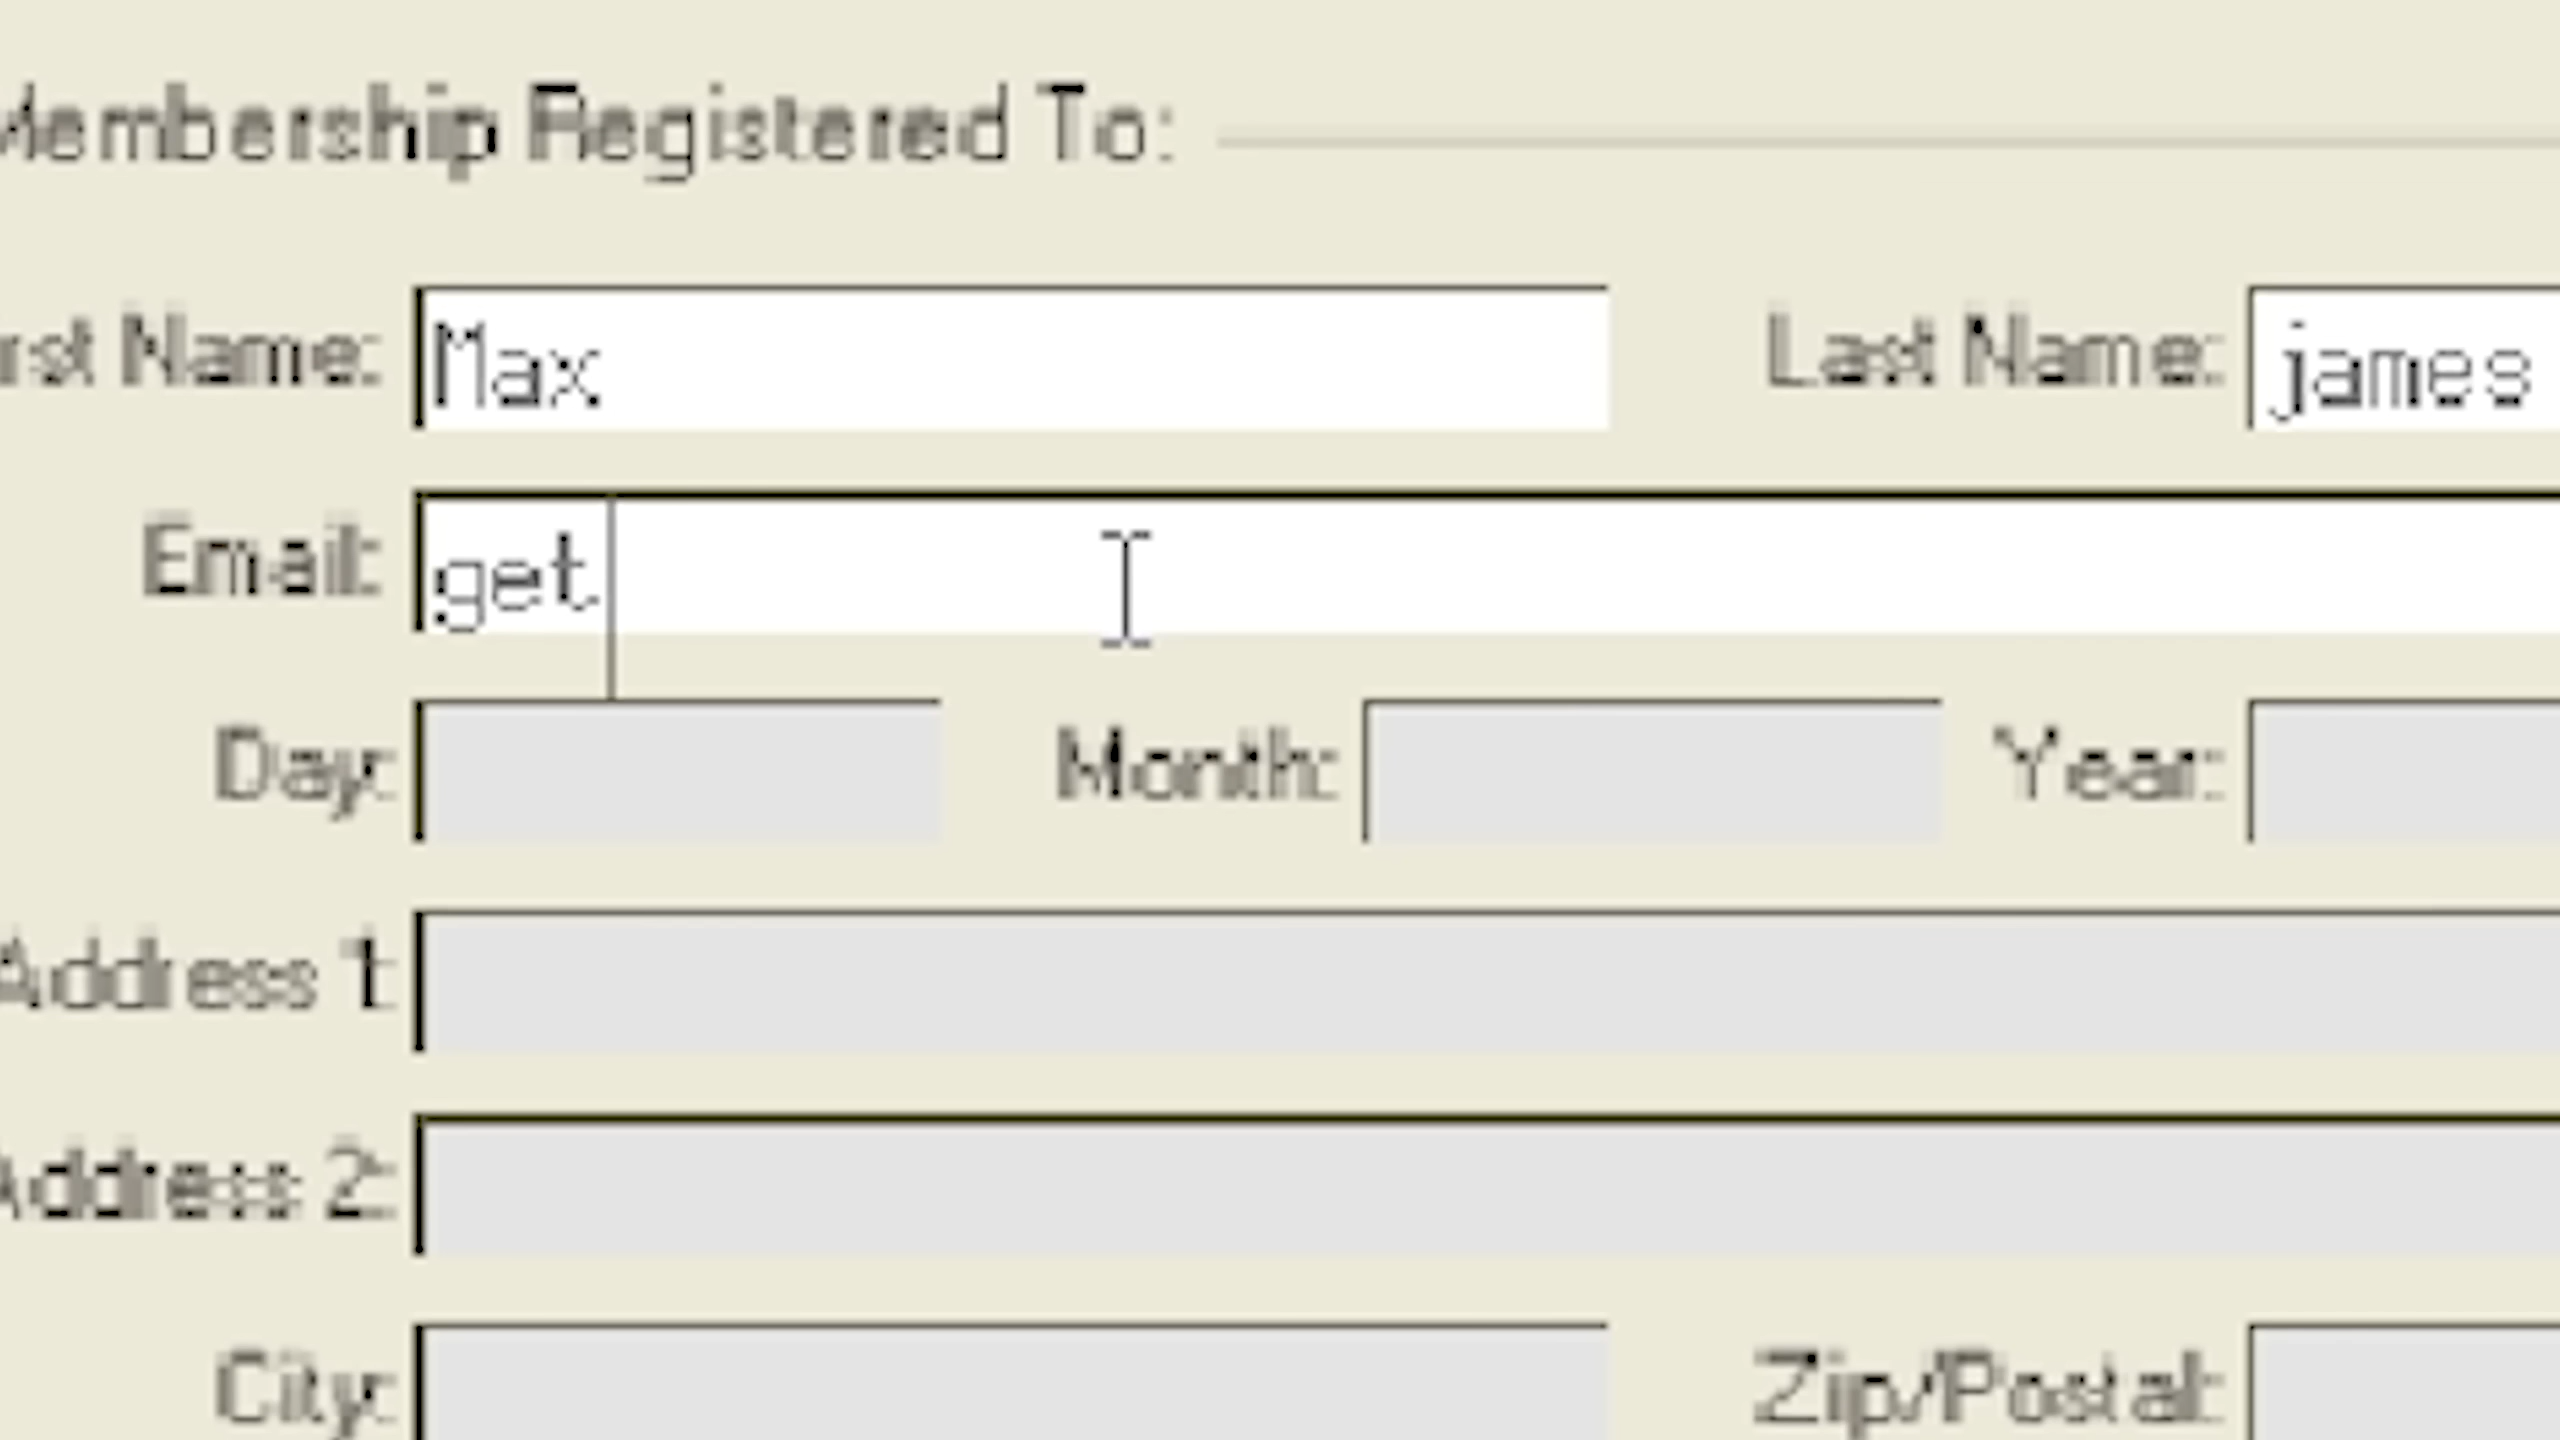 Membership Registered To:
First Name: Max Last Name: james
Email: get
Day: Month: Year:
Address 1:
Address 2:
City: Zip/Postal: